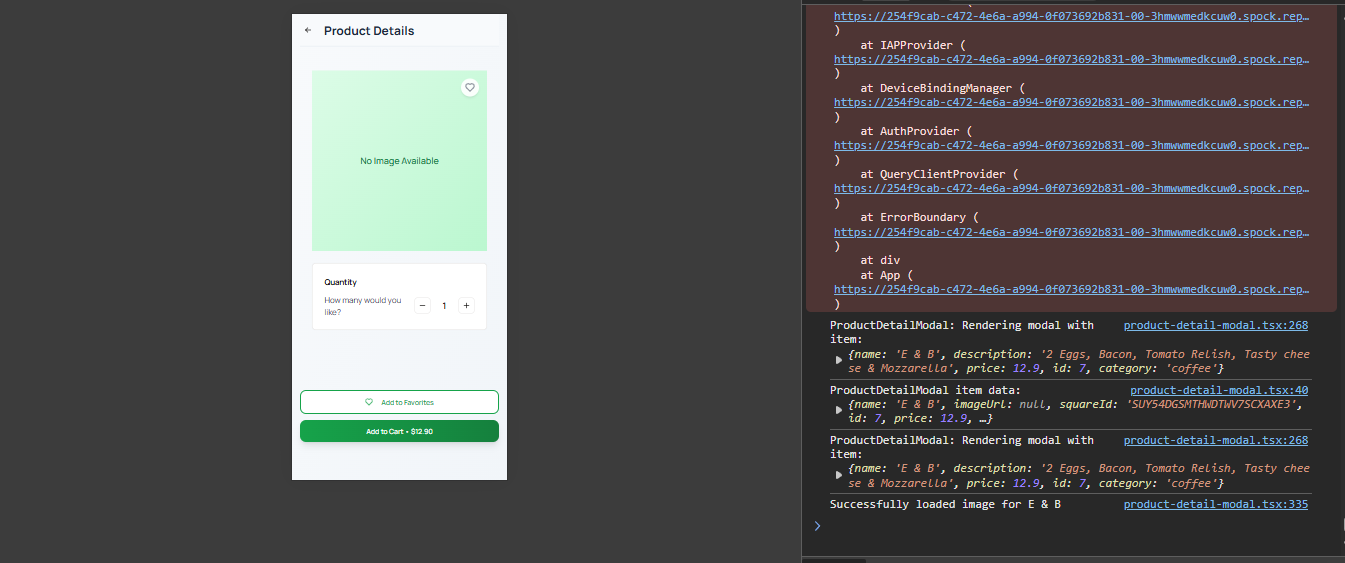 Product Details
No Image Available
Quantity
How many would you
like?
− 1 +
Add to Favorites
Add to Cart • $12.90
(
https://254f9cab-c472-4e6a-a994-0f073692b831-00-3hmwwmedkcuw0.spock.rep…
)
at IAPProvider (
https://254f9cab-c472-4e6a-a994-0f073692b831-00-3hmwwmedkcuw0.spock.rep…
)
at DeviceBindingManager (
https://254f9cab-c472-4e6a-a994-0f073692b831-00-3hmwwmedkcuw0.spock.rep…
)
at AuthProvider (
https://254f9cab-c472-4e6a-a994-0f073692b831-00-3hmwwmedkcuw0.spock.rep…
)
at QueryClientProvider (
https://254f9cab-c472-4e6a-a994-0f073692b831-00-3hmwwmedkcuw0.spock.rep…
)
at ErrorBoundary (
https://254f9cab-c472-4e6a-a994-0f073692b831-00-3hmwwmedkcuw0.spock.rep…
)
at div
at App (
https://254f9cab-c472-4e6a-a994-0f073692b831-00-3hmwwmedkcuw0.spock.rep…
)
ProductDetailModal: Rendering modal with product-detail-modal.tsx:268
item:
{name: 'E & B', description: '2 Eggs, Bacon, Tomato Relish, Tasty chee
se & Mozzarella', price: 12.9, id: 7, category: 'coffee'}
ProductDetailModal item data: product-detail-modal.tsx:40
{name: 'E & B', imageUrl: null, squareId: 'SUY54DGSMTHWDTWV7SCXAXE3',
id: 7, price: 12.9, …}
ProductDetailModal: Rendering modal with product-detail-modal.tsx:268
item:
{name: 'E & B', description: '2 Eggs, Bacon, Tomato Relish, Tasty chee
se & Mozzarella', price: 12.9, id: 7, category: 'coffee'}
Successfully loaded image for E & B product-detail-modal.tsx:335